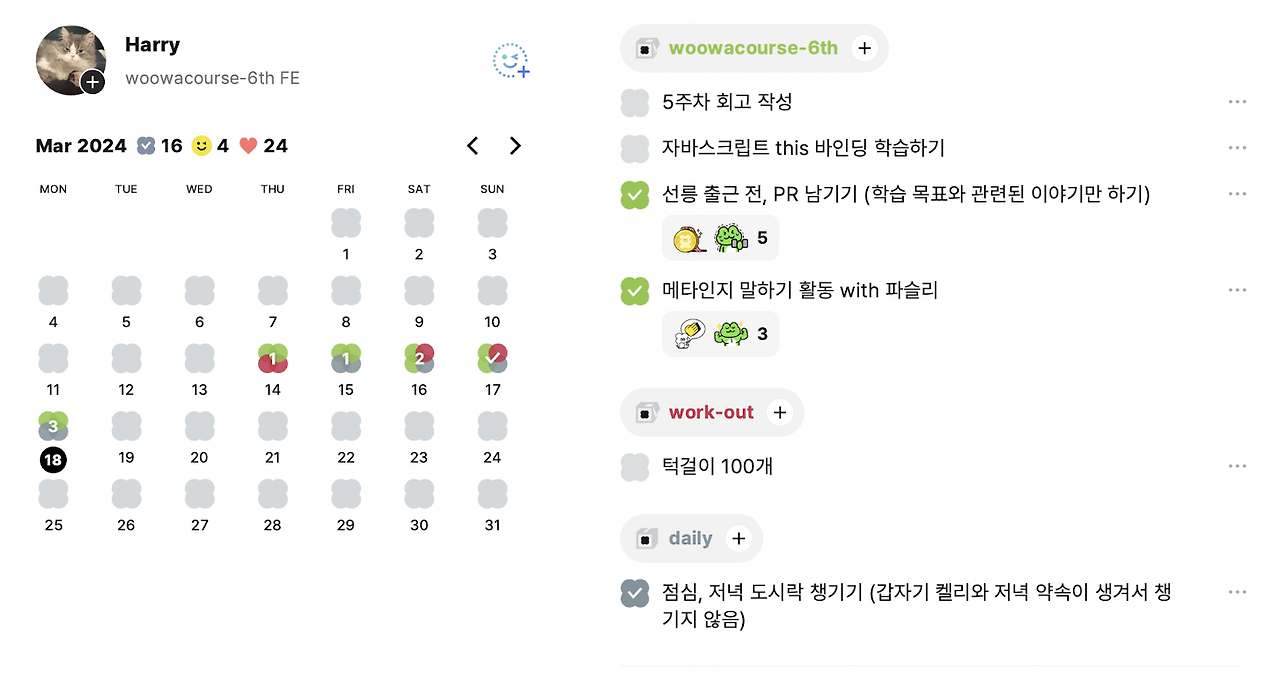 Harry
woowacourse-6th FE
Mar 2024 16 4 24
MON TUE WED THU FRI SAT SUN
1 2 3
4 5 6 7 8 9 10
1 1 2
11 12 13 14 15 16 17
3
18 19 20 21 22 23 24
25 26 27 28 29 30 31
woowacourse-6th +
5주차 회고 작성
자바스크립트 this 바인딩 학습하기
선릉 출근 전, PR 남기기 (학습 목표와 관련된 이야기만 하기)
5
메타인지 말하기 활동 with 파슬리
3
work-out +
턱걸이 100개
daily +
점심, 저녁 도시락 챙기기 (갑자기 켈리와 저녁 약속이 생겨서 챙
기지 않음)